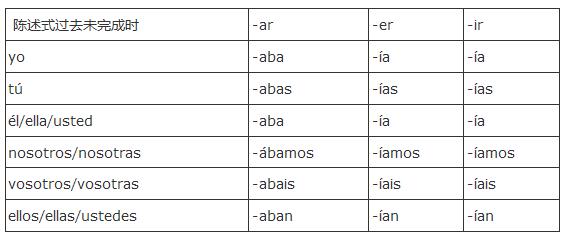 陈述式过去未完成时 -ar -er -ir
yo -aba -ía -ía
tú -abas -ías -ías
él/ella/usted -aba -ía -ía
nosotros/nosotras -ábamos -íamos -íamos
vosotros/vosotras -abais -íais -íais
ellos/ellas/ustedes -aban -ían -ían